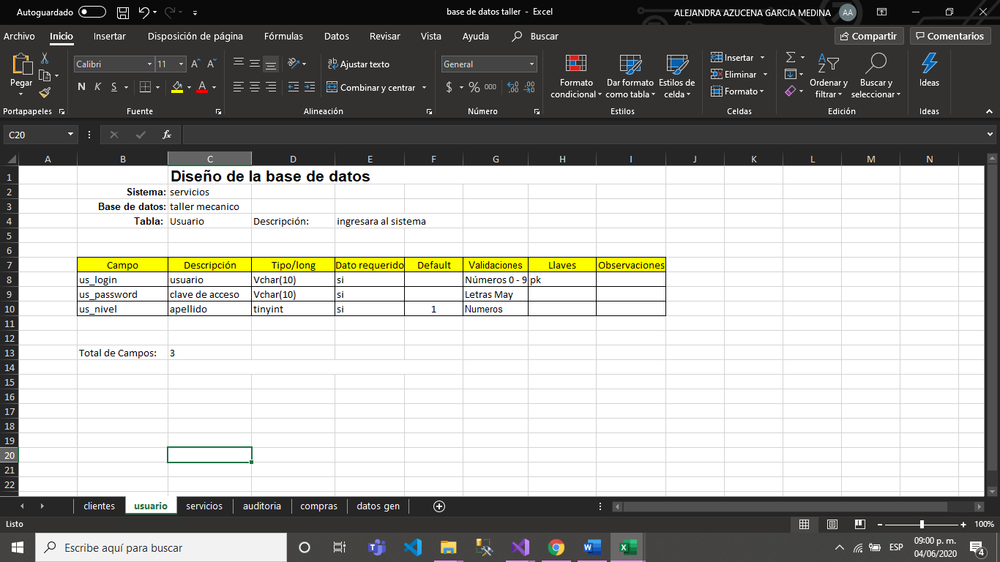 Autoguardado
base de datos taller - Excel
ALEJANDRA AZUCENA GARCIA MEDINA
AA
Archivo Inicio Insertar Disposición de página Fórmulas Datos Revisar Vista Ayuda Buscar
Compartir Comentarios
Pegar
Portapapeles
Calibri 11 A A
N K S A
Fuente
ab Ajustar texto
Combinar y centrar
Alineación
General
$ % 000
Número
Formato condicional
Dar formato como tabla
Estilos de celda
Estilos
Insertar
Eliminar
Formato
Celdas
Ordenar y filtrar
Buscar y seleccionar
Edición
Ideas
Ideas
C20 fx
A B C D E F G H I J K L M N
1 Diseño de la base de datos
2 Sistema: servicios
3 Base de datos: taller mecanico
4 Tabla: Usuario Descripción: ingresara al sistema
5
6
7 Campo Descripción Tipo/long Dato requerido Default Validaciones Llaves Observaciones
8 us_login usuario Vchar(10) si Números 0 - 9 pk
9 us_password clave de acceso Vchar(10) si Letras May
10 us_nivel apellido tinyint si 1 Numeros
11
12
13 Total de Campos: 3
14
15
16
17
18
19
20
21
22
clientes usuario servicios auditoria compras datos gen
Listo
100%
Escribe aquí para buscar
ESP
09:00 p. m.
04/06/2020
4